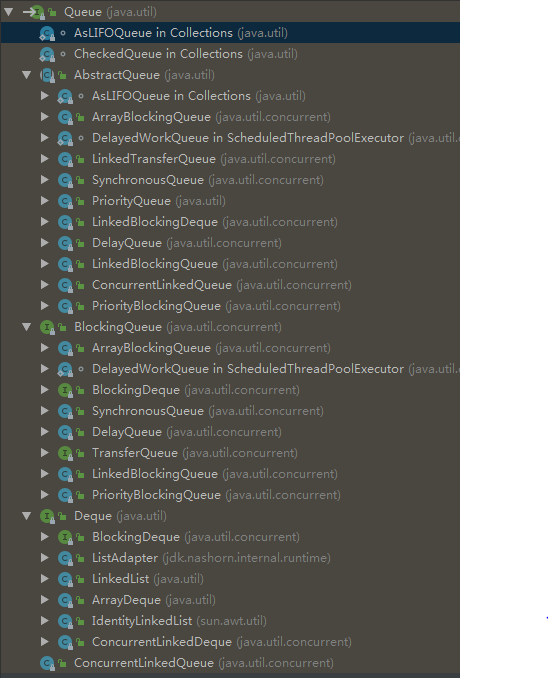 Queue (java.util)
AsLIFOQueue in Collections (java.util)
CheckedQueue in Collections (java.util)
AbstractQueue (java.util)
AsLIFOQueue in Collections (java.util)
ArrayBlockingQueue (java.util.concurrent)
DelayedWorkQueue in ScheduledThreadPoolExecutor (java.util.co
LinkedTransferQueue (java.util.concurrent)
SynchronousQueue (java.util.concurrent)
PriorityQueue (java.util)
LinkedBlockingDeque (java.util.concurrent)
DelayQueue (java.util.concurrent)
LinkedBlockingQueue (java.util.concurrent)
ConcurrentLinkedQueue (java.util.concurrent)
PriorityBlockingQueue (java.util.concurrent)
BlockingQueue (java.util.concurrent)
ArrayBlockingQueue (java.util.concurrent)
DelayedWorkQueue in ScheduledThreadPoolExecutor (java.util.co
BlockingDeque (java.util.concurrent)
SynchronousQueue (java.util.concurrent)
DelayQueue (java.util.concurrent)
TransferQueue (java.util.concurrent)
LinkedBlockingQueue (java.util.concurrent)
PriorityBlockingQueue (java.util.concurrent)
Deque (java.util)
BlockingDeque (java.util.concurrent)
ListAdapter (jdk.nashorn.internal.runtime)
LinkedList (java.util)
ArrayDeque (java.util)
IdentityLinkedList (sun.awt.util)
ConcurrentLinkedDeque (java.util.concurrent)
ConcurrentLinkedQueue (java.util.concurrent)